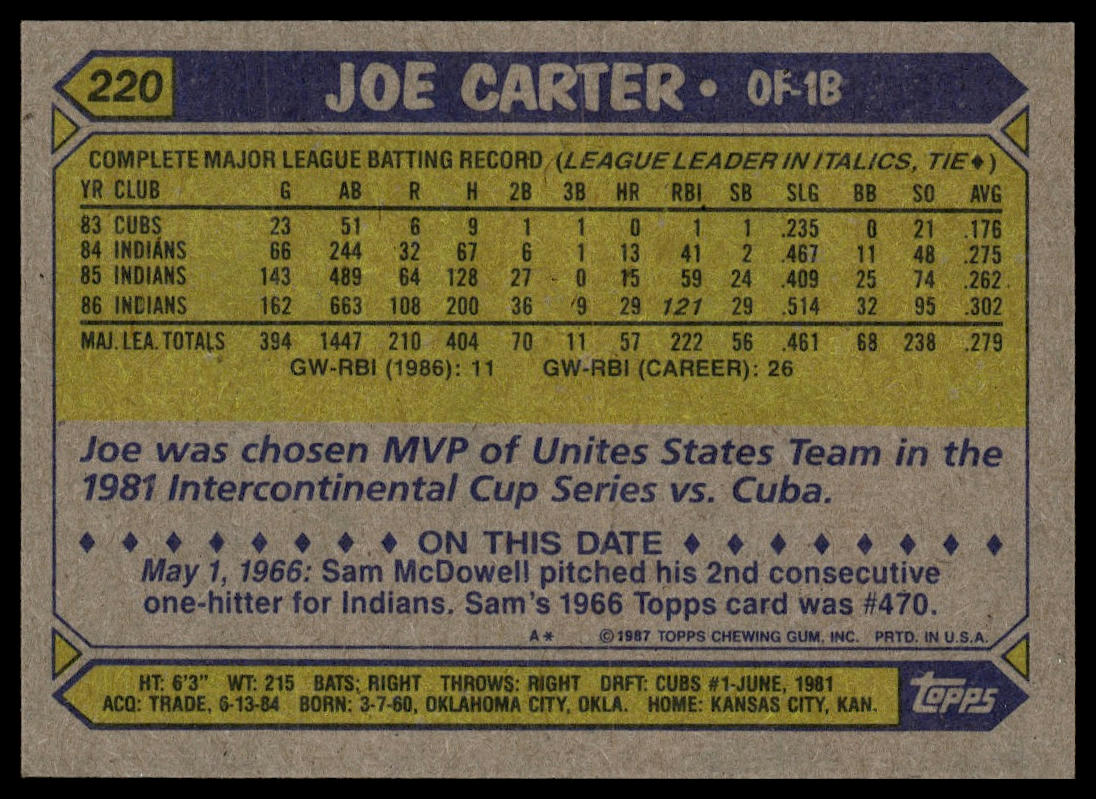 220 JOE CARTER • OF-1B
COMPLETE MAJOR LEAGUE BATTING RECORD (LEAGUE LEADER IN ITALICS, TIE♦)
YR CLUB G AB R H 2B 3B HR RBI SB SLG BB SO AVG
83 CUBS 23 51 6 9 1 1 0 1 1 .235 0 21 .176
84 INDIANS 66 244 32 67 6 1 13 41 2 .467 11 48 .275
85 INDIANS 143 489 64 128 27 0 15 59 24 .409 25 74 .262
86 INDIANS 162 663 108 200 36 9 29 121 29 .514 32 95 .302
MAJ. LEA. TOTALS 394 1447 210 404 70 11 57 222 56 .461 68 238 .279
GW-RBI (1986): 11 GW-RBI (CAREER): 26
Joe was chosen MVP of Unites States Team in the
1981 Intercontinental Cup Series vs. Cuba.
♦ ♦ ♦ ♦ ♦ ♦ ♦ ♦ ON THIS DATE ♦ ♦ ♦ ♦ ♦ ♦ ♦ ♦
May 1, 1966: Sam McDowell pitched his 2nd consecutive
one-hitter for Indians. Sam's 1966 Topps card was #470.
A* © 1987 TOPPS CHEWING GUM, INC. PRTD. IN U.S.A.
HT: 6'3" WT: 215 BATS: RIGHT THROWS: RIGHT DRFT: CUBS #1-JUNE, 1981
ACQ: TRADE, 6-13-84 BORN: 3-7-60, OKLAHOMA CITY, OKLA. HOME: KANSAS CITY, KAN.
TOPPS